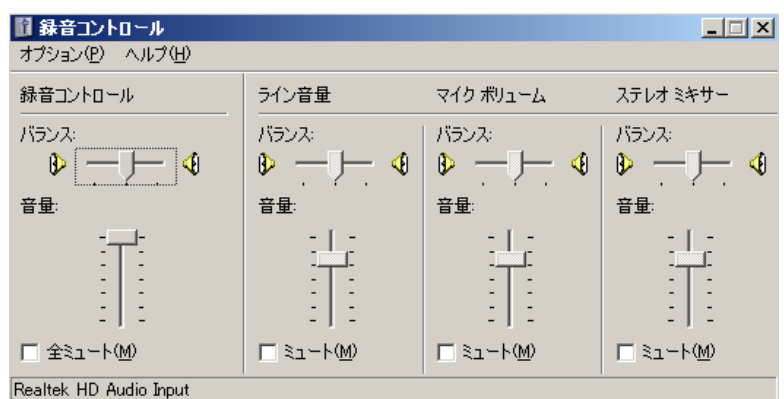 録音コントロール
オプション(P) ヘルプ(H)
録音コントロール
バランス:
音量:
全ミュート(M)
ライン音量
バランス:
音量:
ミュート(M)
マイク ボリューム
バランス:
音量:
ミュート(M)
ステレオ ミキサー
バランス:
音量:
ミュート(M)
Realtek HD Audio Input